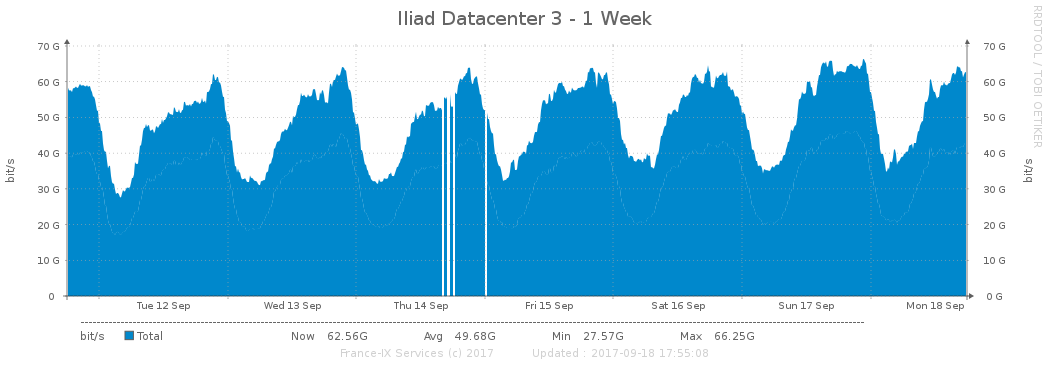 Iliad Datacenter 3 - 1 Week
RRDTOOL / TOBI OETIKER
70 G 70 G
60 G 60 G
50 G 50 G
40 G 40 G
30 G 30 G
20 G 20 G
10 G 10 G
0 0 G
bit/s bit/s
Tue 12 Sep Wed 13 Sep Thu 14 Sep Fri 15 Sep Sat 16 Sep Sun 17 Sep Mon 18 Sep
bit/s Total Now 62.56G Avg 49.68G Min 27.57G Max 66.25G
France-IX Services (c) 2017 Updated : 2017-09-18 17:55:08